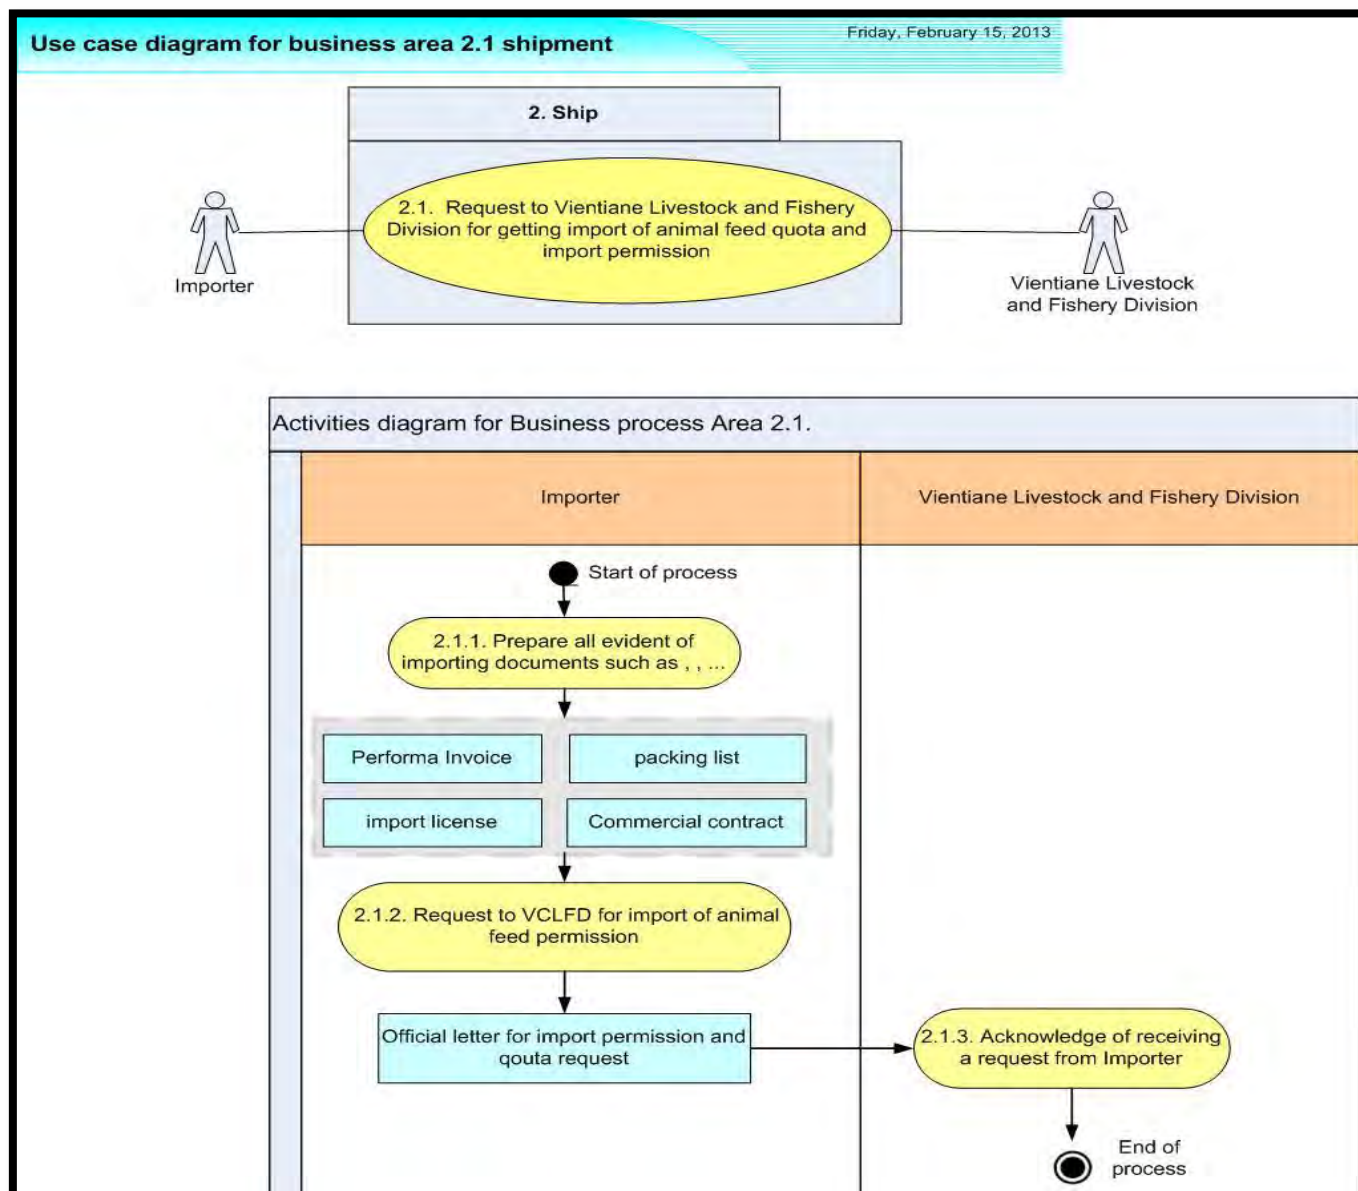 Use case diagram for business area 2.1 shipment
Friday, February 15, 2013
2. Ship
2.1. Request to Vientiane Livestock and Fishery
Division for getting import of animal feed quota and
import permission
Importer
Vientiane Livestock
and Fishery Division
Activities diagram for Business process Area 2.1.
Importer
Vientiane Livestock and Fishery Division
Start of process
2.1.1. Prepare all evident of
importing documents such as , , ...
Performa Invoice
packing list
import license
Commercial contract
2.1.2. Request to VCLFD for import of animal
feed permission
Official letter for import permission and
qouta request
2.1.3. Acknowledge of receiving
a request from Importer
End of
process